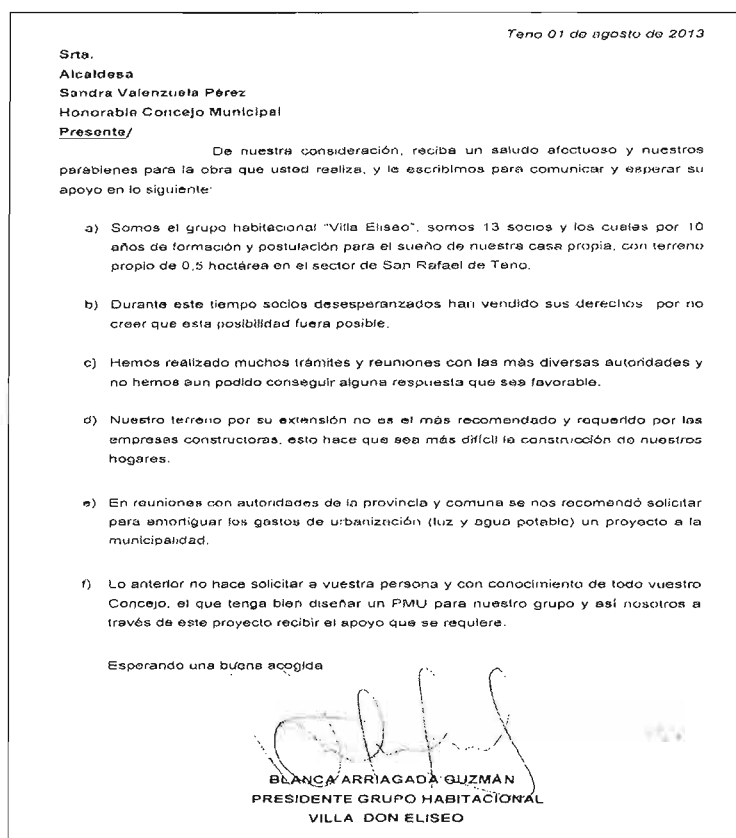 Teno 01 de agosto de 2013
Srta.
Alcaldesa
Sandra Valenzuela Pérez
Honorable Concejo Municipal
Presente/
De nuestra consideración, reciba un saludo afectuoso y nuestros
parabienes para la obra que usted realiza, y le escribimos para comunicar y esperar su
apoyo en lo siguiente:
a) Somos el grupo habitacional "Villa Eliseo", somos 13 socios y los cuales por 10
años de formación y postulación para el sueño de nuestra casa propia, con terreno
propio de 0,5 hectárea en el sector de San Rafael de Teno.
b) Durante este tiempo socios desesperanzados han vendido sus derechos por no
creer que esta posibilidad fuera posible.
c) Hemos realizado muchos trámites y reuniones con las más diversas autoridades y
no hemos aun podido conseguir alguna respuesta que sea favorable.
d) Nuestro terreno por su extensión no es el más recomendado y requerido por las
empresas constructoras, esto hace que sea más difícil la construcción de nuestros
hogares.
e) En reuniones con autoridades de la provincia y comuna se nos recomendó solicitar
para amortiguar los gastos de urbanización (luz y agua potable) un proyecto a la
municipalidad.
f) Lo anterior no hace solicitar a vuestra persona y con conocimiento de todo vuestro
Concejo, el que tenga bien diseñar un PMU para nuestro grupo y así nosotros a
través de este proyecto recibir el apoyo que se requiere.
Esperando una buena acogida
BLANCA ARRIAGADA GUZMÁN
PRESIDENTE GRUPO HABITACIONAL
VILLA DON ELISEO